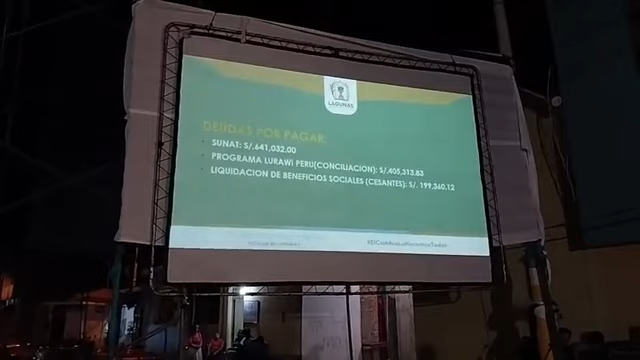 LAGUNAS
DEUDAS POR PAGAR:
· SUNAT: S/.641,032.00
· PROGRAMA LURAWI PERU(CONCILIACION): S/.405,313.83
· LIQUIDACION DE BENEFICIOS SOCIALES (CESANTES): S/. 199,360.12